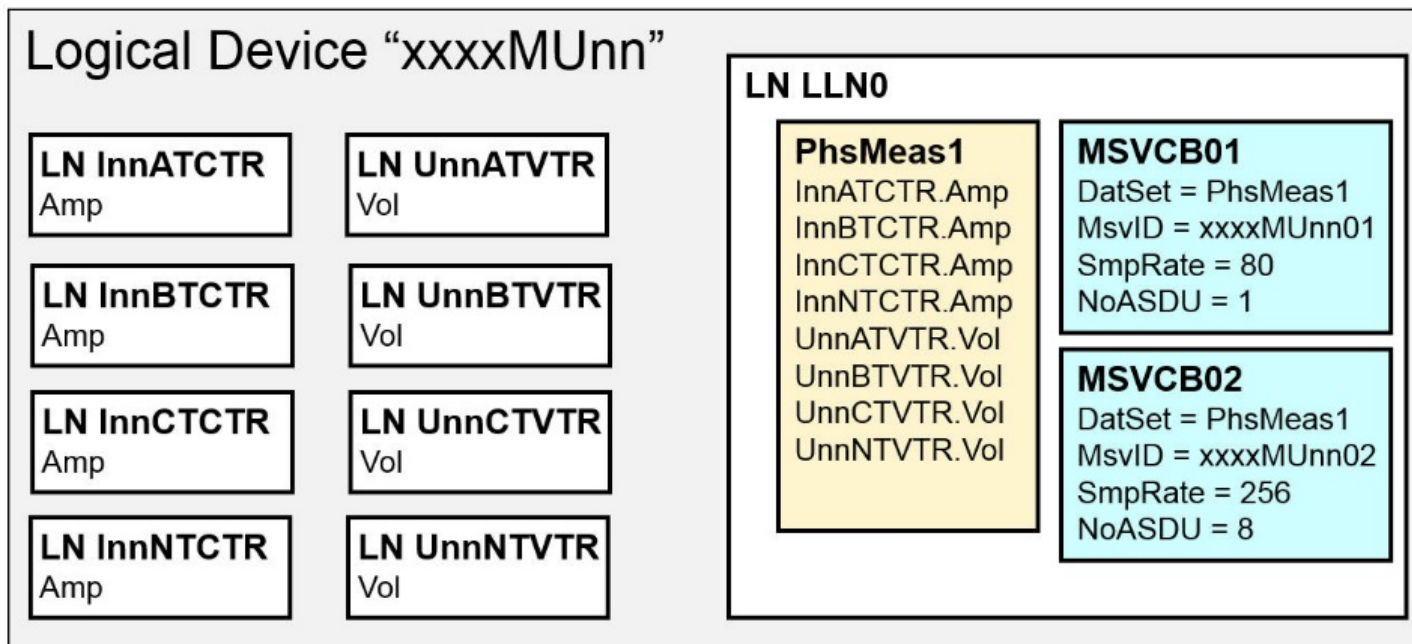 Logical Device “xxxxMUnn”
LN InnATCTR
Amp
LN UnnATVTR
Vol
LN InnBTCTR
Amp
LN UnnBTVTR
Vol
LN InnCTCTR
Amp
LN UnnCTVTR
Vol
LN InnNTCTR
Amp
LN UnnNTVTR
Vol
LN LLN0
PhsMeas1
InnATCTR.Amp
InnBTCTR.Amp
InnCTCTR.Amp
InnNTCTR.Amp
UnnATVTR.Vol
UnnBTVTR.Vol
UnnCTVTR.Vol
UnnNTVTR.Vol
MSVCB01
DatSet = PhsMeas1
MsvID = xxxxMUnn01
SmpRate = 80
NoASDU = 1
MSVCB02
DatSet = PhsMeas1
MsvID = xxxxMUnn02
SmpRate = 256
NoASDU = 8